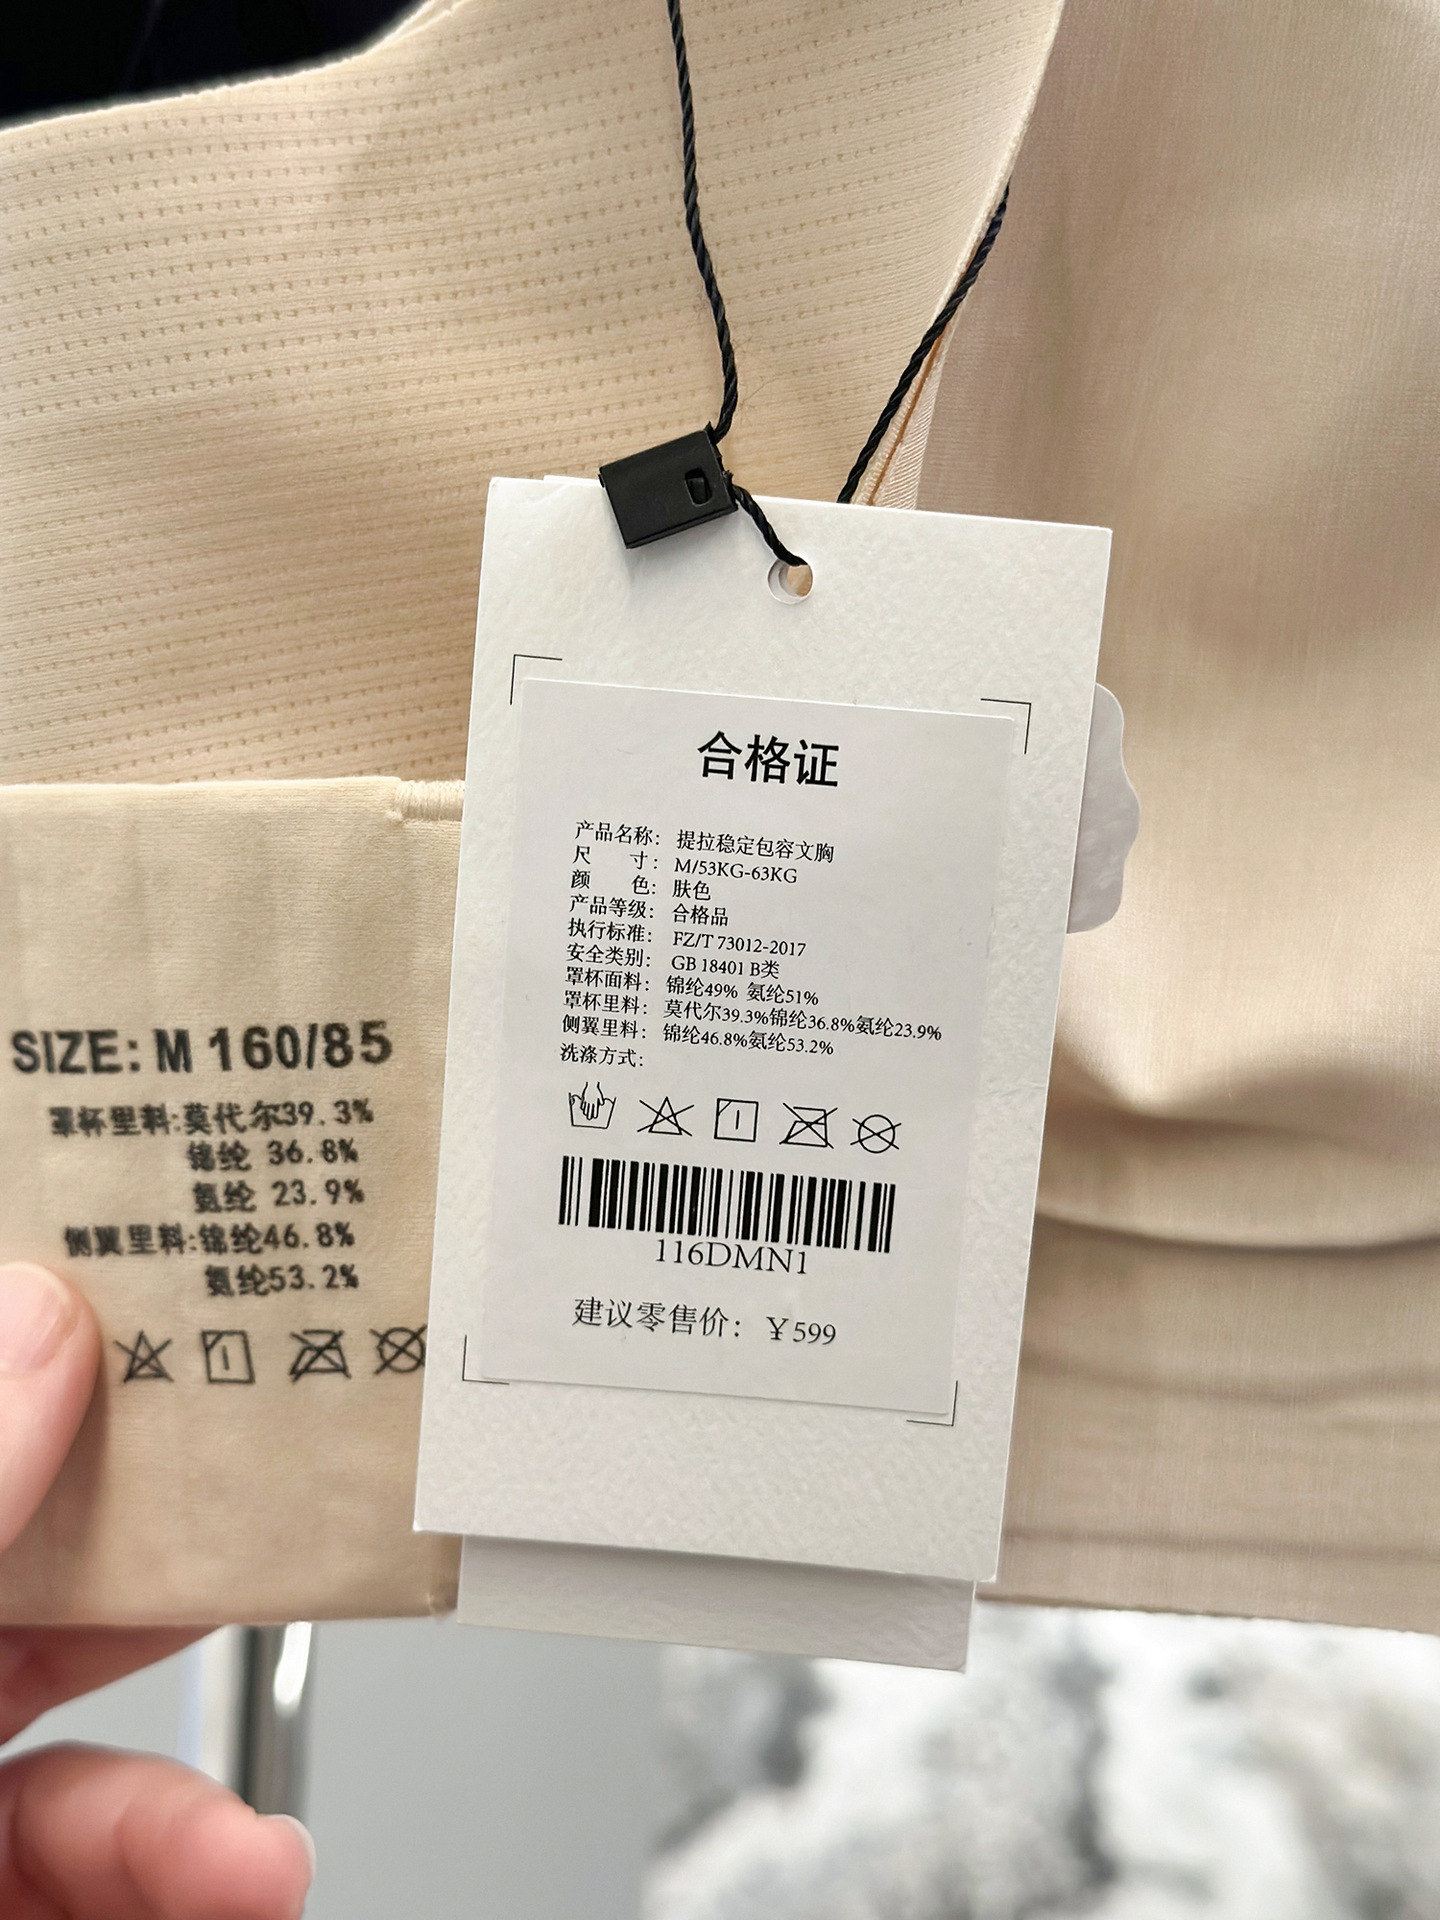 合格证
产品名称： 提拉稳定包容文胸
尺 寸： M/53KG-63KG
颜 色： 肤色
产品等级： 合格品
执行标准： FZ/T 73012-2017
安全类别： GB 18401 B类
罩杯面料： 锦纶49% 氨纶51%
罩杯里料： 莫代尔39.3%锦纶36.8%氨纶23.9%
侧翼里料： 锦纶46.8%氨纶53.2%
洗涤方式：
116DMN1
建议零售价：￥599
SIZE: M 160/85
罩杯里料:莫代尔39.3%
锦纶 36.8%
氨纶 23.9%
侧翼里料:锦纶46.8%
氨纶53.2%